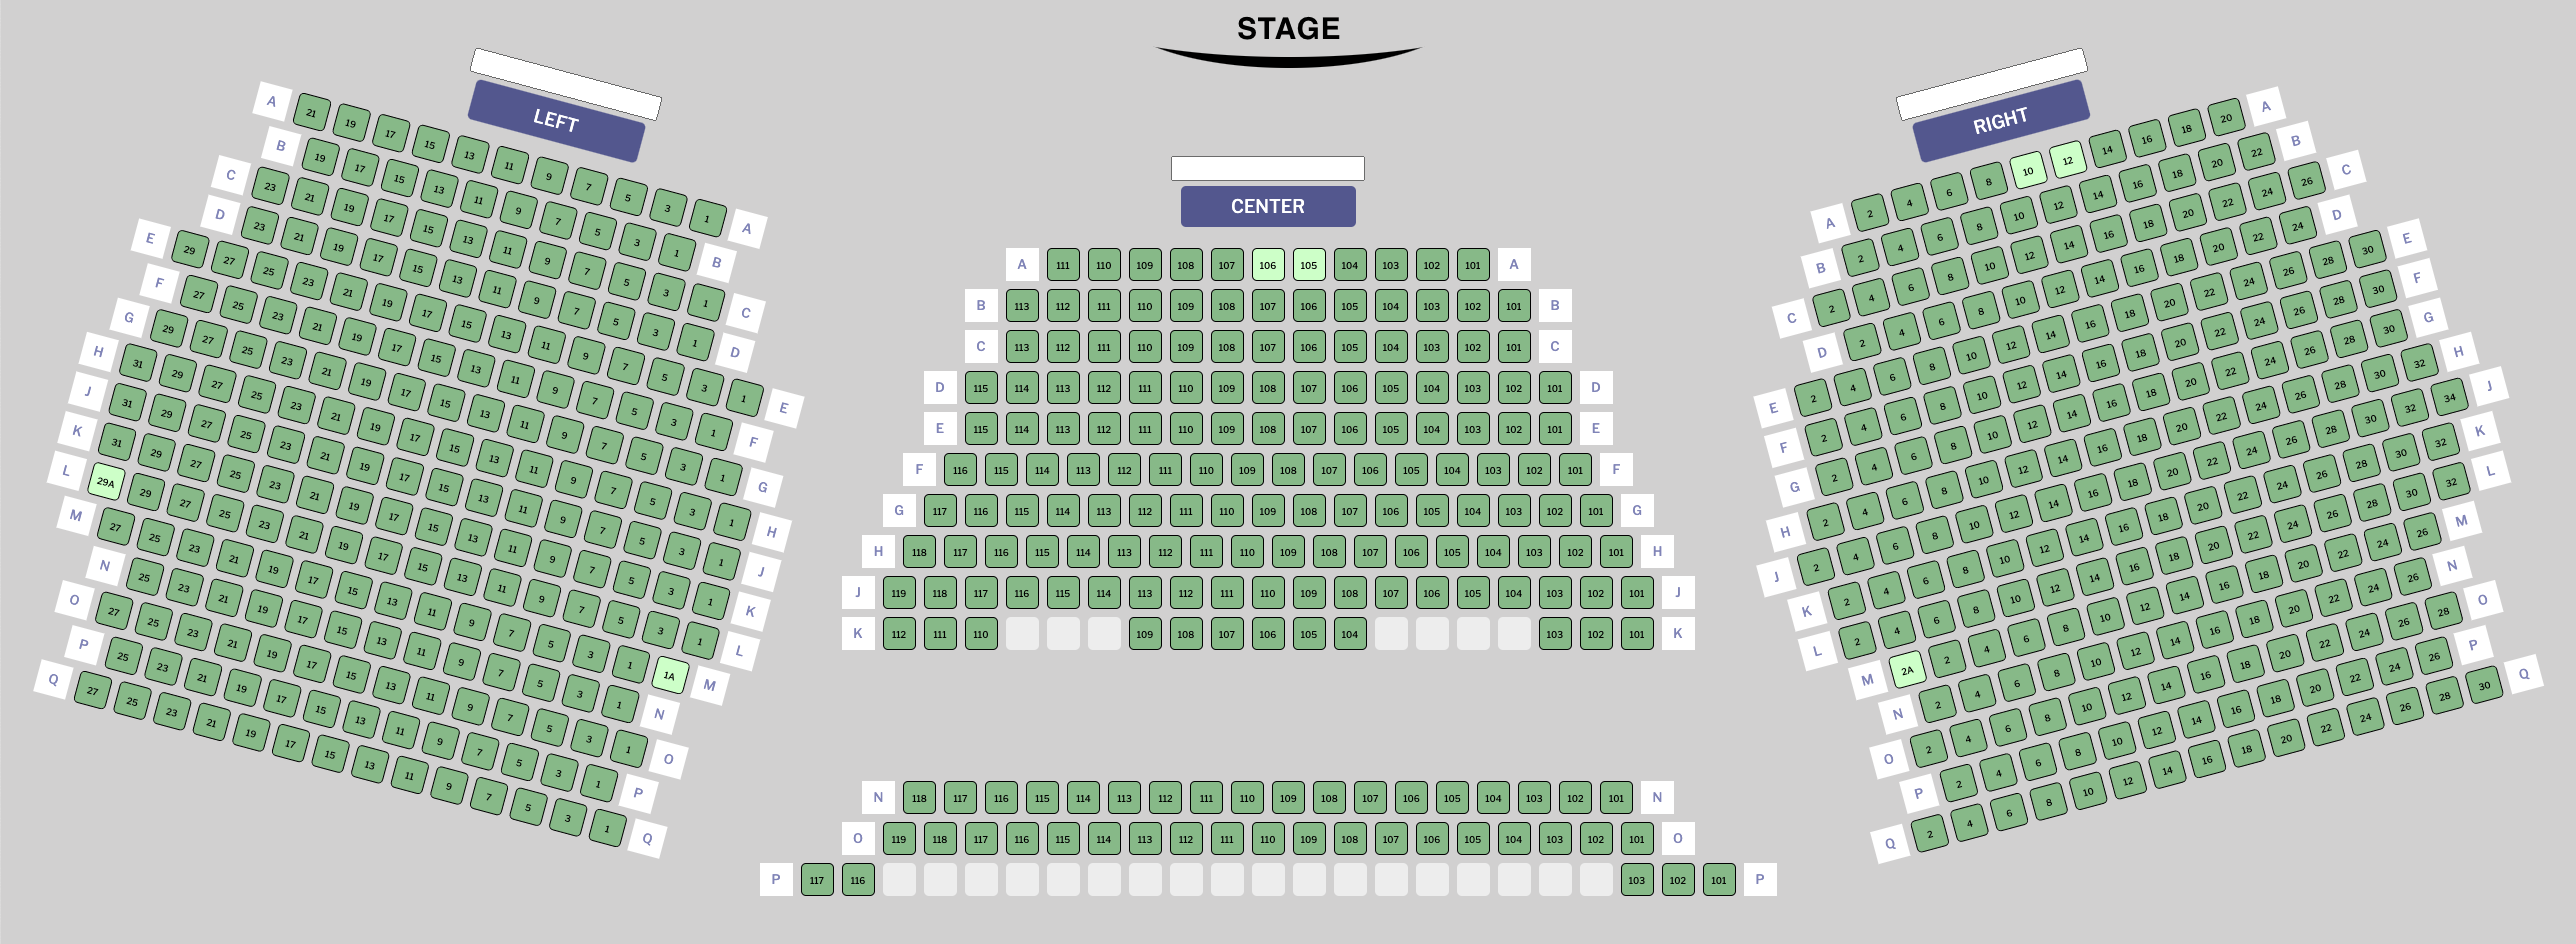 STAGE
LEFT
A 21 19 17 15 13 11 9 7 5 3 1 A
B 19 17 15 13 11 9 7 5 3 1 B
C 23 21 19 17 15 13 11 9 7 5 3 1 C
D 23 21 19 17 15 13 11 9 7 5 3 1 D
E 29 27 25 23 21 19 17 15 13 11 9 7 5 3 1 E
F 27 25 23 21 19 17 15 13 11 9 7 5 3 1 F
G 29 27 25 23 21 19 17 15 13 11 9 7 5 3 1 G
H 31 29 27 25 23 21 19 17 15 13 11 9 7 5 3 1 H
J 31 29 27 25 23 21 19 17 15 13 11 9 7 5 3 1 J
K 31 29 27 25 23 21 19 17 15 13 11 9 7 5 3 1 K
L 29A 29 27 25 23 21 19 17 15 13 11 9 7 5 3 1 L
M 27 25 23 21 19 17 15 13 11 9 7 5 3 1 1A M
N 25 23 21 19 17 15 13 11 9 7 5 3 1 N
O 27 25 23 21 19 17 15 13 11 9 7 5 3 1 O
P 25 23 21 19 17 15 13 11 9 7 5 3 1 P
Q 27 25 23 21 19 17 15 13 11 9 7 5 3 1 Q
CENTER
A 111 110 109 108 107 106 105 104 103 102 101 A
B 113 112 111 110 109 108 107 106 105 104 103 102 101 B
C 113 112 111 110 109 108 107 106 105 104 103 102 101 C
D 115 114 113 112 111 110 109 108 107 106 105 104 103 102 101 D
E 115 114 113 112 111 110 109 108 107 106 105 104 103 102 101 E
F 116 115 114 113 112 111 110 109 108 107 106 105 104 103 102 101 F
G 117 116 115 114 113 112 111 110 109 108 107 106 105 104 103 102 101 G
H 118 117 116 115 114 113 112 111 110 109 108 107 106 105 104 103 102 101 H
J 119 118 117 116 115 114 113 112 111 110 109 108 107 106 105 104 103 102 101 J
K 112 111 110 109 108 107 106 105 104 103 102 101 K
N 118 117 116 115 114 113 112 111 110 109 108 107 106 105 104 103 102 101 N
O 119 118 117 116 115 114 113 112 111 110 109 108 107 106 105 104 103 102 101 O
P 117 116 103 102 101 P
RIGHT
A 2 4 6 8 10 12 14 16 18 20 A
B 2 4 6 8 10 12 14 16 18 20 22 B
C 2 4 6 8 10 12 14 16 18 20 22 24 26 C
D 2 4 6 8 10 12 14 16 18 20 22 24 D
E 2 4 6 8 10 12 14 16 18 20 22 24 26 28 30 E
F 2 4 6 8 10 12 14 16 18 20 22 24 26 28 30 F
G 2 4 6 8 10 12 14 16 18 20 22 24 26 28 30 G
H 2 4 6 8 10 12 14 16 18 20 22 24 26 28 30 32 H
J 2 4 6 8 10 12 14 16 18 20 22 24 26 28 30 32 34 J
K 2 4 6 8 10 12 14 16 18 20 22 24 26 28 30 32 K
L 2 4 6 8 10 12 14 16 18 20 22 24 26 28 30 32 L
M 2A 2 4 6 8 10 12 14 16 18 20 22 24 26 M
N 2 4 6 8 10 12 14 16 18 20 22 24 26 N
O 2 4 6 8 10 12 14 16 18 20 22 24 26 28 O
P 2 4 6 8 10 12 14 16 18 20 22 24 26 P
Q 2 4 6 8 10 12 14 16 18 20 22 24 26 28 30 Q